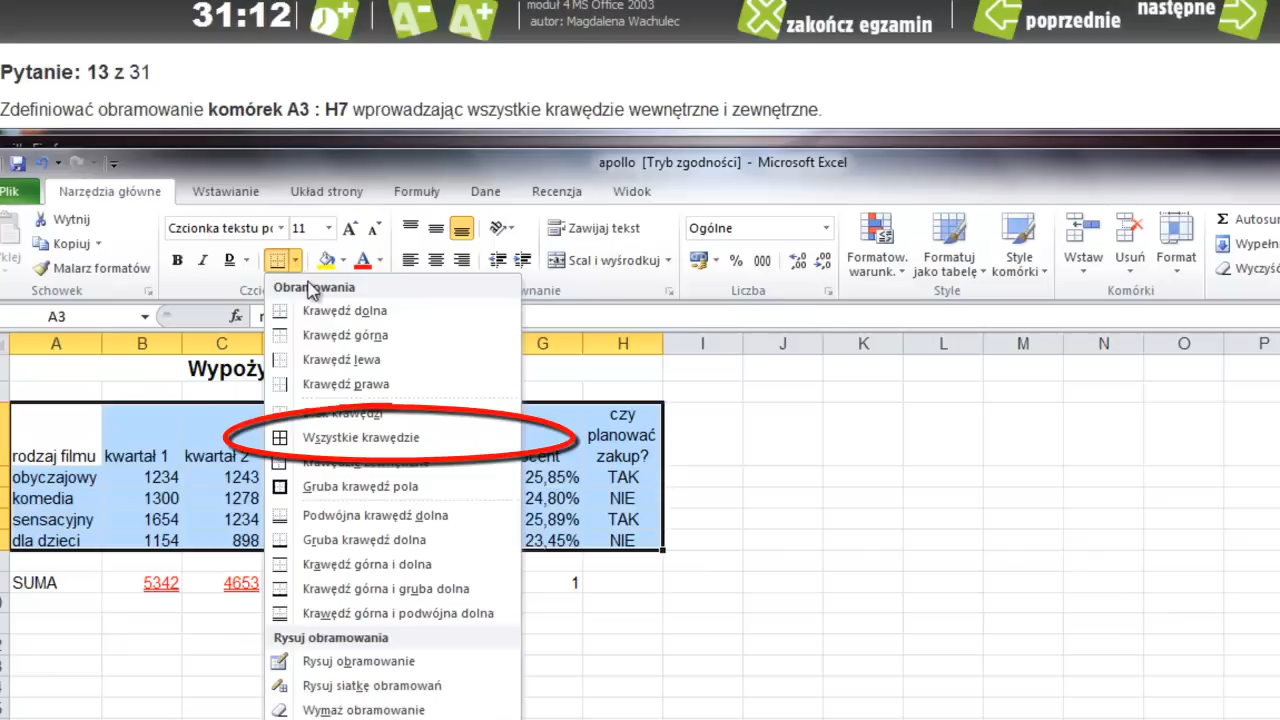 31:12
A-
A+
moduł 4 MS Office 2003
autor: Magdalena Wachulec
zakończ egzamin
poprzednie
następne
Pytanie: 13 z 31
Zdefiniować obramowanie komórek A3 : H7 wprowadzając wszystkie krawędzie wewnętrzne i zewnętrzne.
apollo [Tryb zgodności] - Microsoft Excel
Plik Narzędzia główne Wstawianie Układ strony Formuły Dane Recenzja Widok
Wytnij
Kopiuj
Malarz formatów
Schowek
Czcionka tekstu po 11
B I D A
Zawijaj tekst
Scal i wyśrodkuj
Ogólne
% 000
Liczba
Formatow. warunk.
Formatuj jako tabelę
Style komórki
Style
Wstaw Usuń Format
Komórki
Σ Autosum
Wypełn
Wyczyść
A3 fx
A B C G H I J K L M N O P
Obramowania
Krawędź dolna
Krawędź górna
Krawędź lewa
Krawędź prawa
Wszystkie krawędzie
Gruba krawędź pola
Podwójna krawędź dolna
Gruba krawędź dolna
Krawędź górna i dolna
Krawędź górna i gruba dolna
Krawędź górna i podwójna dolna
Rysuj obramowanie
Rysuj obramowanie
Rysuj siatkę obramowań
Wymaż obramowanie
Wypoży
rodzaj filmu kwartał 1 kwartał 2 czy planować zakup?
obyczajowy 1234 1243 25,85% TAK
komedia 1300 1278 24,80% NIE
sensacyjny 1654 1234 25,89% TAK
dla dzieci 1154 898 23,45% NIE
SUMA 5342 4653 1